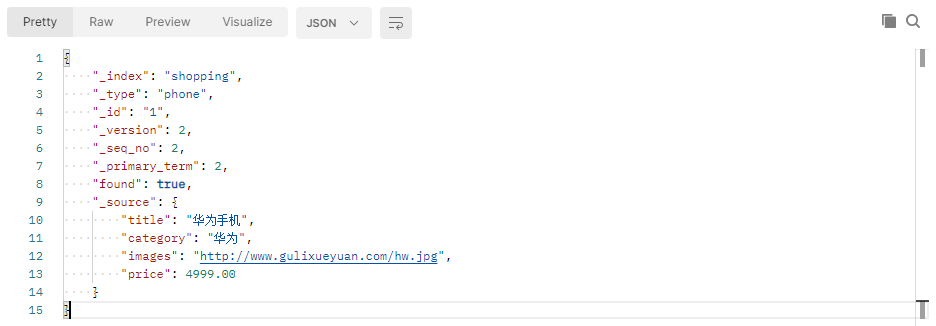 Pretty Raw Preview Visualize JSON
1 {
2 "_index": "shopping",
3 "_type": "phone",
4 "_id": "1",
5 "_version": 2,
6 "_seq_no": 2,
7 "_primary_term": 2,
8 "found": true,
9 "_source": {
10 "title": "华为手机",
11 "category": "华为",
12 "images": "http://www.gulixueyuan.com/hw.jpg",
13 "price": 4999.00
14 }
15 }